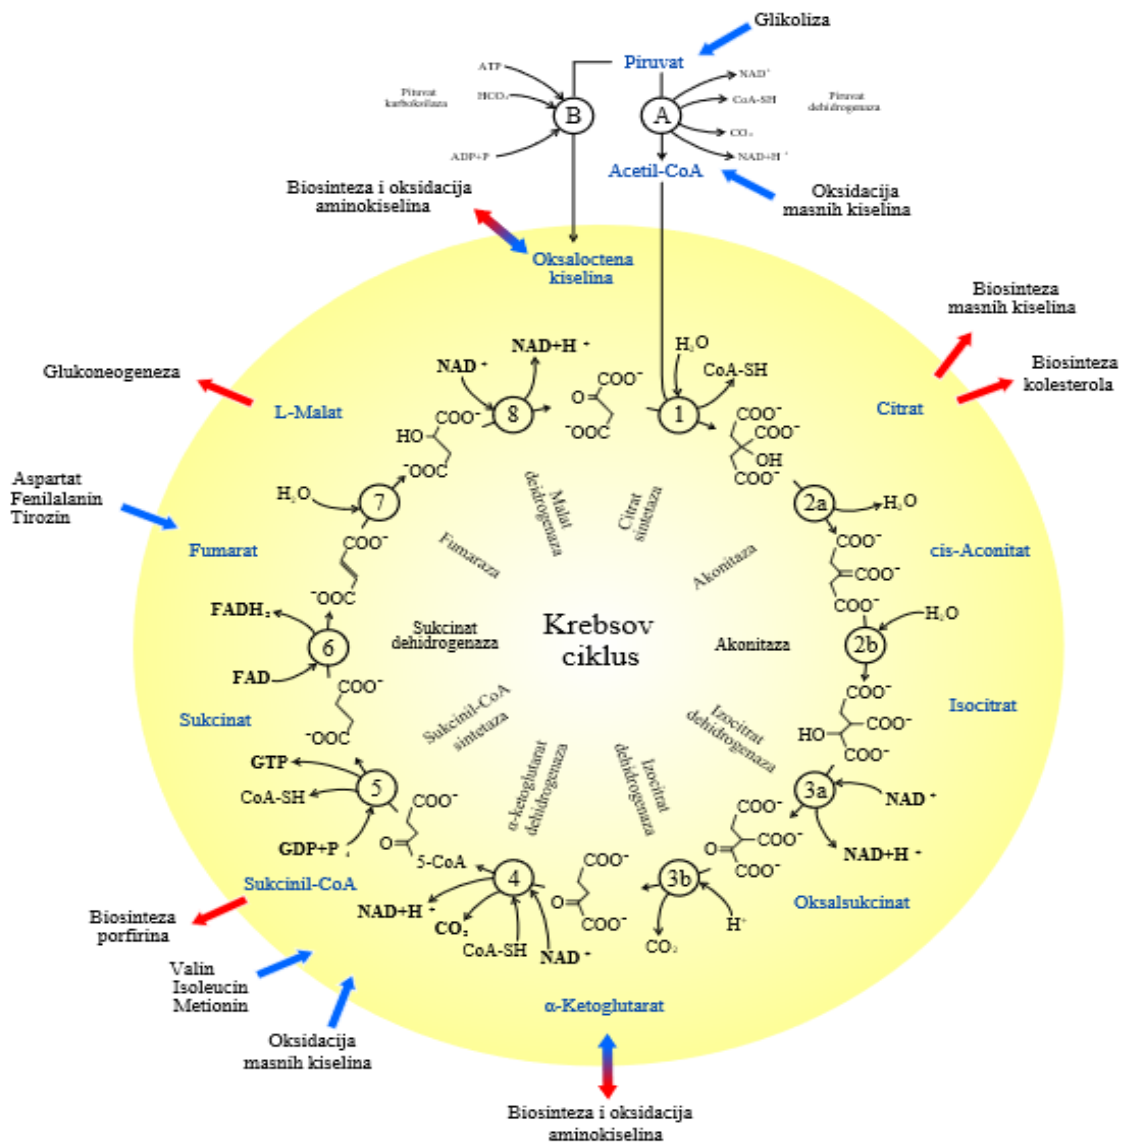 Glikoliza
Piruvat
ATP
HCO₃
Piruvat
karboksilaza
ADP+P
B
A
NAD⁺
CoA-SH
Piruvat
dehidrogenaza
CO₂
NAD+H ⁺
Acetil-CoA
Oksidacija
masnih kiselina
Biosinteza i oksidacija
aminokiselina
Oksaloctena
kiselina
Biosinteza
masnih kiselina
Biosinteza
kolesterola
Glukoneogeneza
L-Malat
Citrat
NAD ⁺
NAD+H ⁺
8
COO⁻
O
⁻OOC
H₂O
CoA-SH
1
COO⁻
COO⁻
OH
COO⁻
COO⁻
HO
⁻OOC
Aspartat
Fenilalanin
Tirozin
H₂O
7
Malat
deidrogenaza
Citrat
sintetaza
2a
H₂O
Fumarat
COO⁻
⁻OOC
Fumaraza
Akonitaza
COO⁻
COO⁻
COO⁻
cis-Aconitat
FADH₂
6
FAD
Sukcinat
dehidrogenaza
Krebsov
ciklus
Akonitaza
2b
H₂O
Sukcinat
COO⁻
⁻OOC
Sukcinil-CoA
sintetaza
Izocitrat
dehidrogenaza
COO⁻
COO⁻
HO
COO⁻
Isocitrat
GTP
CoA-SH
5
GDP+P i
COO⁻
O
5-CoA
α-ketoglutarat
dehidrogenaza
Izocitrat
dehidrogenaza
3a
NAD ⁺
NAD+H ⁺
COO⁻
COO⁻
O
COO⁻
Sukcinil-CoA
4
NAD+H ⁺
CO₂
CoA-SH
NAD ⁺
COO⁻
O
COO⁻
3b
CO₂
H⁺
Oksalsukcinat
Biosinteza
porfirina
Valin
Isoleucin
Metionin
Oksidacija
masnih kiselina
α-Ketoglutarat
Biosinteza i oksidacija
aminokiselina